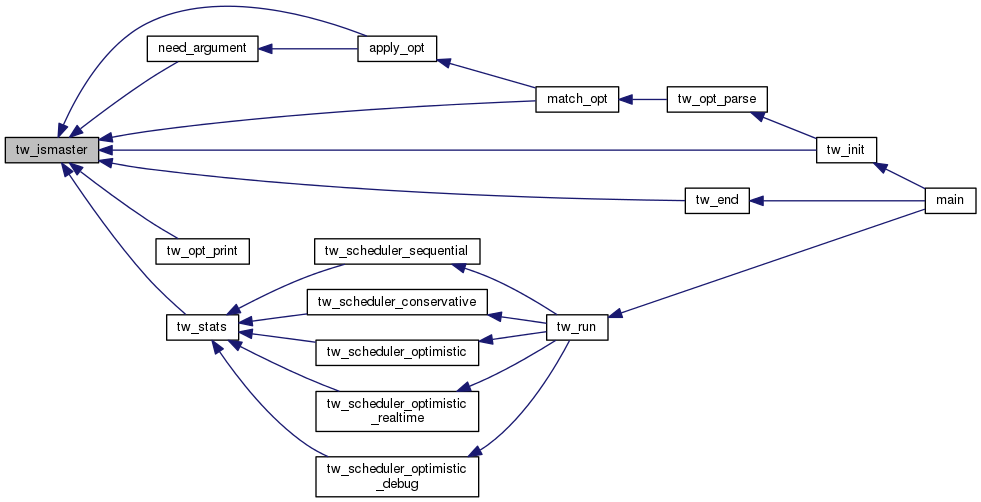 need_argument
apply_opt
match_opt
tw_opt_parse
tw_ismaster
tw_init
tw_end
main
tw_opt_print
tw_scheduler_sequential
tw_scheduler_conservative
tw_stats
tw_run
tw_scheduler_optimistic
tw_scheduler_optimistic
_realtime
tw_scheduler_optimistic
_debug